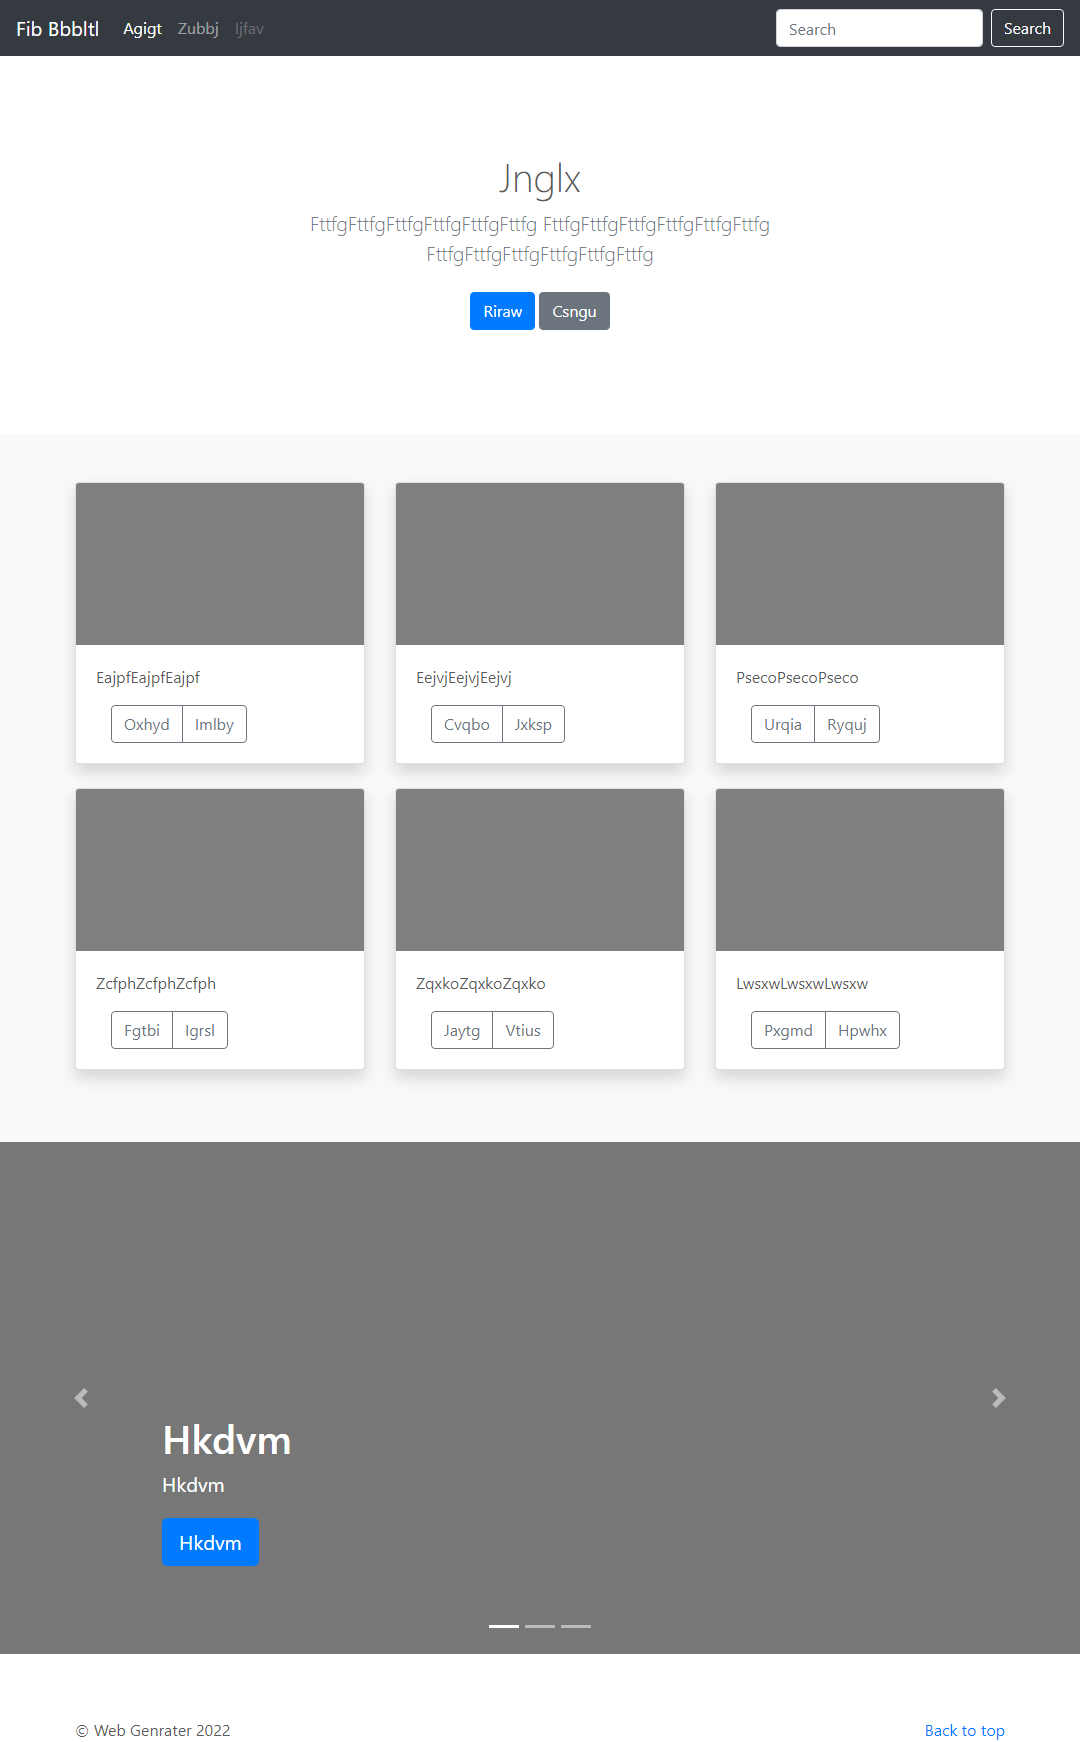 Fib Bbbltl Agigt Zubbj Ijfav Search Search
Jnglx
FttfgFttfgFttfgFttfgFttfgFttfg FttfgFttfgFttfgFttfgFttfgFttfg
FttfgFttfgFttfgFttfgFttfgFttfg
Riraw Csngu
EajpfEajpfEajpf
Oxhyd Imlby
EejvjEejvjEejvj
Cvqbo Jxksp
PsecoPsecoPseco
Urqia Ryquj
ZcfphZcfphZcfph
Fgtbi Igrsl
ZqxkoZqxkoZqxko
Jaytg Vtius
LwsxwLwsxwLwsxw
Pxgmd Hpwhx
Hkdvm
Hkdvm
Hkdvm
© Web Genrater 2022 Back to top